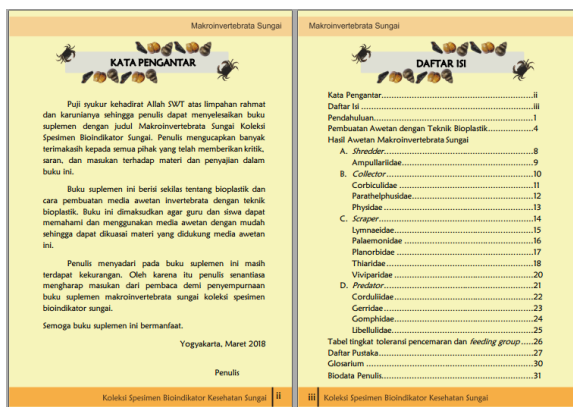 Makroinvertebrata Sungai
KATA PENGANTAR
Puji syukur kehadirat Allah SWT atas limpahan rahmat
dan karunianya sehingga penulis dapat menyelesaikan buku
suplemen dengan judul Makroinvertebrata Sungai Koleksi
Spesimen Bioindikator Sungai. Penulis mengucapkan banyak
terimakasih kepada semua pihak yang telah memberikan kritik,
saran, dan masukan terhadap materi dan penyajian dalam
buku ini.
Buku suplemen ini berisi sekilas tentang bioplastik dan
cara pembuatan media awetan invertebrata dengan teknik
bioplastik. Buku ini dimaksudkan agar guru dan siswa dapat
memahami dan menggunakan media awetan dengan mudah
sehingga dapat dikuasai materi yang didukung media awetan
ini.
Penulis menyadari pada buku suplemen ini masih
terdapat kekurangan. Oleh karena itu penulis senantiasa
mengharap masukan dari pembaca demi penyempurnaan
buku suplemen makroinvertebrata sungai koleksi spesimen
bioindikator sungai.
Semoga buku suplemen ini bermanfaat.
Yogyakarta, Maret 2018
Penulis
Koleksi Spesimen Bioindikator Kesehatan Sungai ii
Makroinvertebrata Sungai
DAFTAR ISI
Kata Pengantar.....ii
Daftar Isi.....iii
Pendahuluan.....1
Pembuatan Awetan dengan Teknik Bioplastik.....4
Hasil Awetan Makroinvertebrata Sungai
A. Shredder.....8
Ampullariidae.....9
B. Collector.....10
Corbiculidae.....11
Parathelphusidae.....12
Physidae.....13
C. Scraper.....14
Lymnaeidae.....15
Palaemonidae.....16
Planorbidae.....17
Thiaridae.....18
Viviparidae.....20
D. Predator.....21
Corduliidae.....22
Gerridae.....23
Gomphidae.....24
Libellulidae.....25
Tabel tingkat toleransi pencemaran dan feeding group.....26
Daftar Pustaka.....27
Glosarium.....30
Biodata Penulis.....31
iii Koleksi Spesimen Bioindikator Kesehatan Sungai